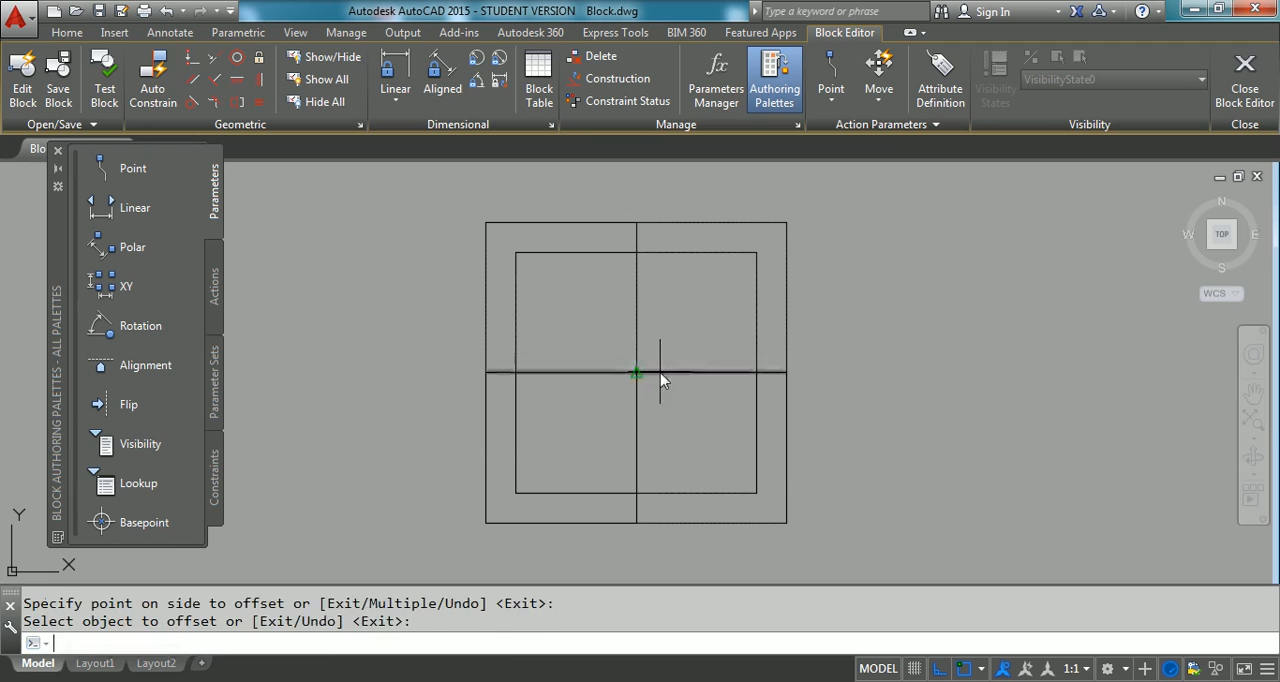 Autodesk AutoCAD 2015 - STUDENT VERSION Block.dwg
Type a keyword or phrase
Sign In
Home Insert Annotate Parametric View Manage Output Add-ins Autodesk 360 Express Tools BIM 360 Featured Apps Block Editor
Edit Block
Save Block
Test Block
Auto Constrain
Show/Hide
Show All
Hide All
Linear
Aligned
Block Table
Delete
Construction
Constraint Status
Parameters Manager
Authoring Palettes
Point
Move
Attribute Definition
Visibility States
VisibilityState0
Close Block Editor
Open/Save Geometric Dimensional Manage Action Parameters Visibility Close
Blo
Point
Linear
Polar
XY
Rotation
Alignment
Flip
Visibility
Lookup
Basepoint
Parameters
Actions
Parameter Sets
Constraints
BLOCK AUTHORING PALETTES - ALL PALETTES
N
W TOP E
S
WCS
Y
X
Specify point on side to offset or [Exit/Multiple/Undo] <Exit>:
Select object to offset or [Exit/Undo] <Exit>:
Model Layout1 Layout2 +
MODEL 1:1